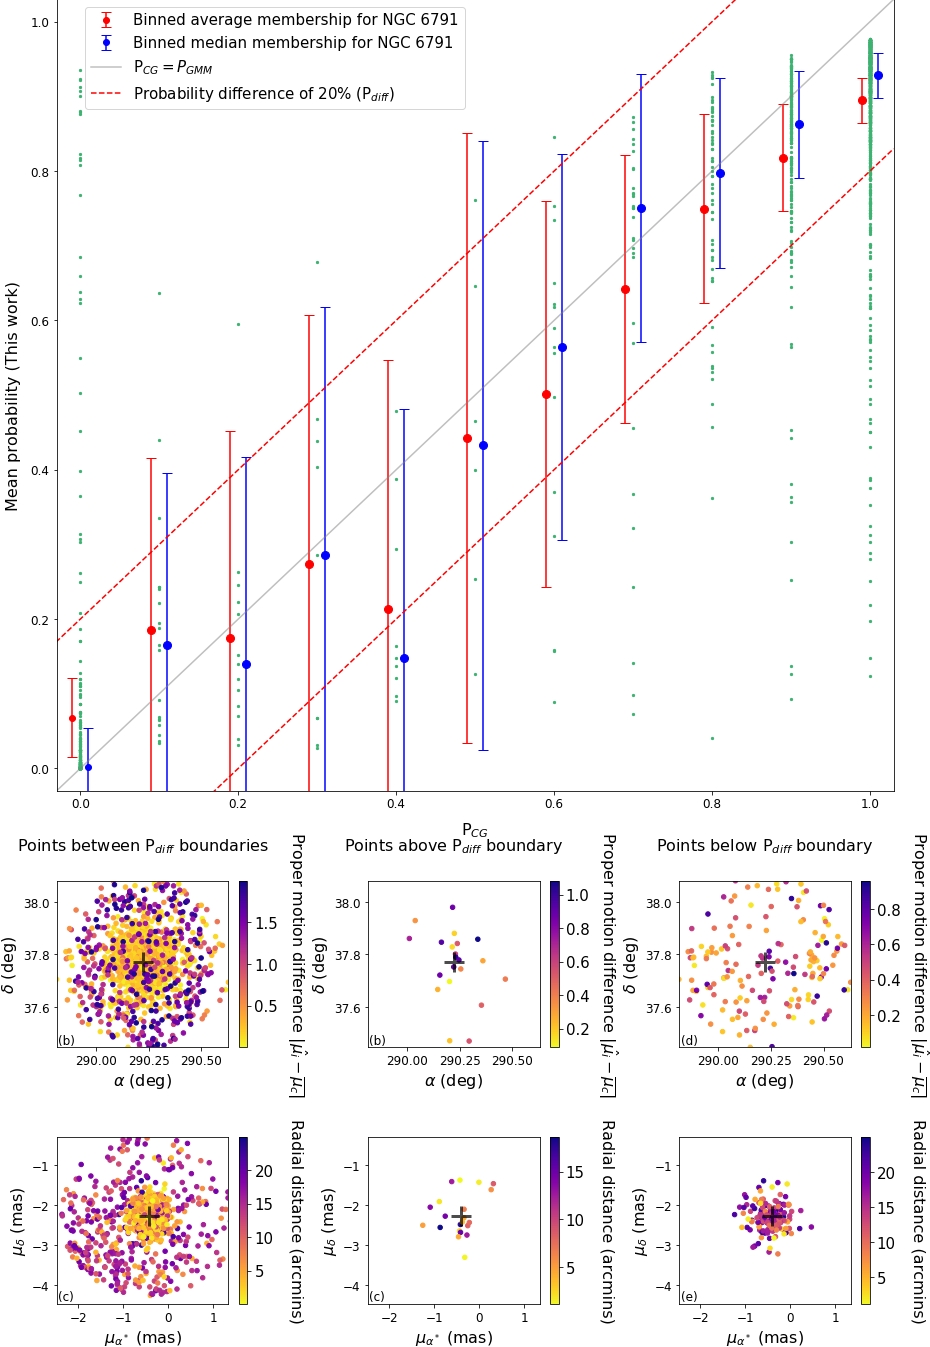 Binned average membership for NGC 6791
Binned median membership for NGC 6791
P_CG = P_GMM
Probability difference of 20% (P_diff)
Mean probability (This work)
1.0
0.8
0.6
0.4
0.2
0.0
0.0 0.2 0.4 0.6 0.8 1.0
P_CG
Points between P_diff boundaries
δ (deg)
38.0
37.8
37.6
(b)
290.00 290.25 290.50
α (deg)
1.5
1.0
0.5
Proper motion difference |μ̂_i − μ̅_c̅|
Points above P_diff boundary
δ (deg)
38.0
37.8
37.6
(b)
290.00 290.25 290.50
α (deg)
1.0
0.8
0.6
0.4
0.2
Proper motion difference |μ̂_i − μ̅_c̅|
Points below P_diff boundary
δ (deg)
38.0
37.8
37.6
(d)
290.00 290.25 290.50
α (deg)
0.8
0.6
0.4
0.2
Proper motion difference |μ̂_i − μ̅_c̅|
μ_δ (mas)
−1
−2
−3
−4
(c)
−2 −1 0 1
μ_α* (mas)
20
15
10
5
Radial distance (arcmins)
μ_δ (mas)
−1
−2
−3
−4
(c)
−2 −1 0 1
μ_α* (mas)
15
10
5
Radial distance (arcmins)
μ_δ (mas)
−1
−2
−3
−4
(e)
−2 −1 0 1
μ_α* (mas)
20
15
10
5
Radial distance (arcmins)